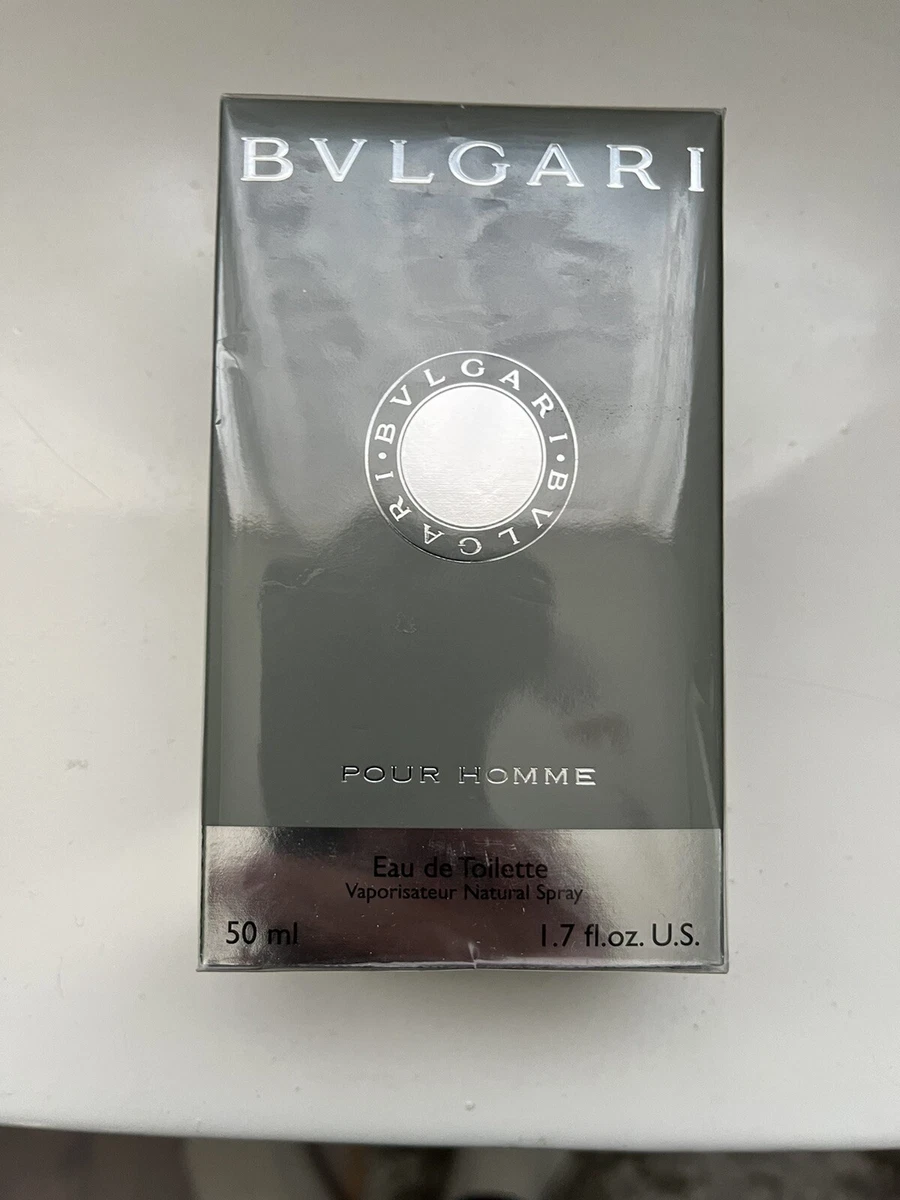 BVLGARI
BVLGARI • BVLGARI •
POUR HOMME
Eau de Toilette
Vaporisateur Natural Spray
50 ml 1.7 fl.oz. U.S.